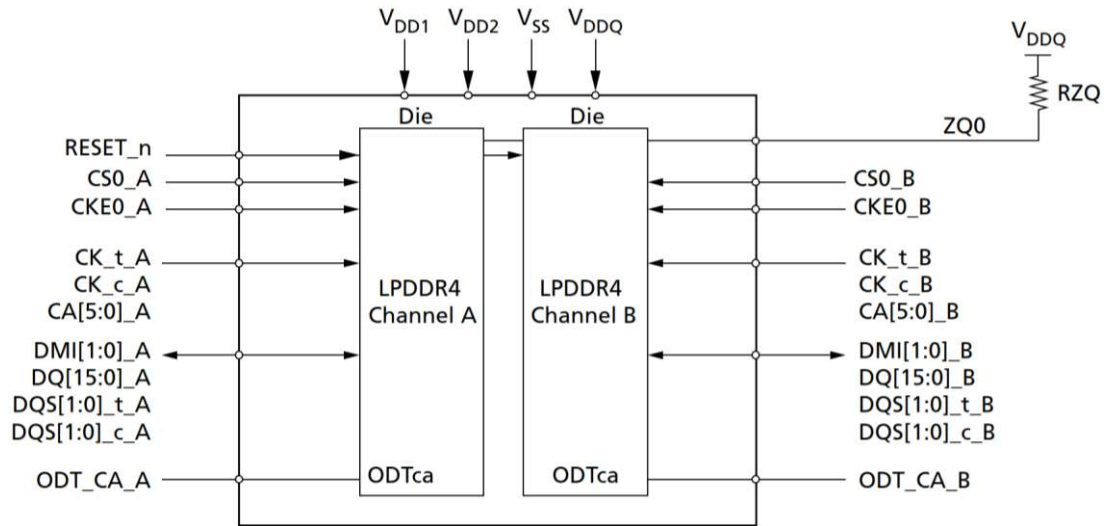 VDD1 VDD2 VSS VDDQ
VDDQ
RZQ
ZQ0
Die Die
RESET_n
CS0_A
CKE0_A
CK_t_A
CK_c_A
CA[5:0]_A
DMI[1:0]_A
DQ[15:0]_A
DQS[1:0]_t_A
DQS[1:0]_c_A
ODT_CA_A
LPDDR4
Channel A
ODTca
LPDDR4
Channel B
ODTca
CS0_B
CKE0_B
CK_t_B
CK_c_B
CA[5:0]_B
DMI[1:0]_B
DQ[15:0]_B
DQS[1:0]_t_B
DQS[1:0]_c_B
ODT_CA_B